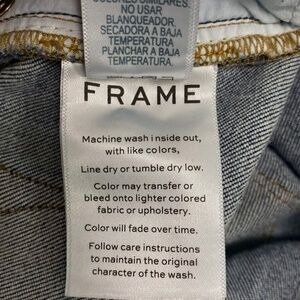 COLORES SIMILARES,
NO USAR
BLANQUEADOR,
SECADORA A BAJA
TEMPERATURA
PLANCHAR A BAJA
TEMPERATURA.
FRAME
Machine wash inside out,
with like colors,
Line dry or tumble dry low.
Color may transfer or
bleed onto lighter colored
fabric or upholstery.
Color will fade over time.
Follow care instructions
to maintain the original
character of the wash.